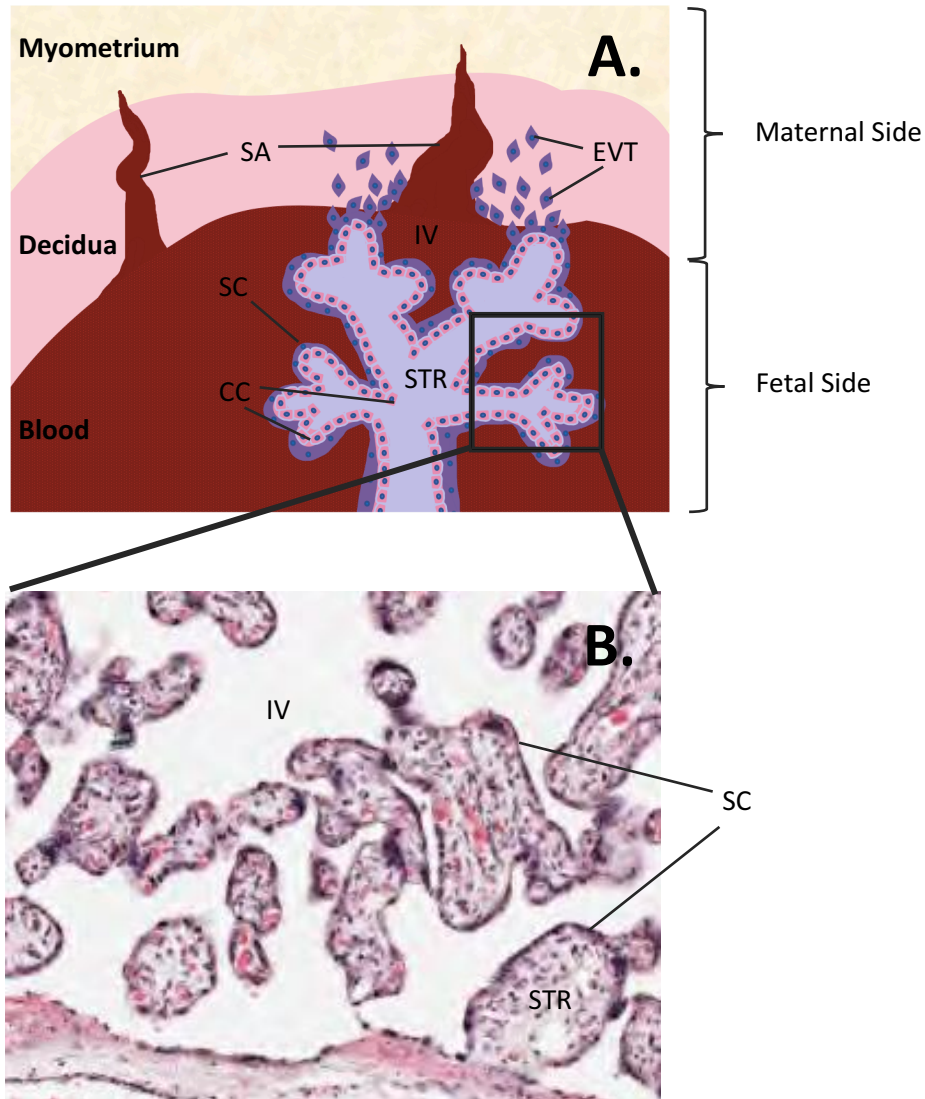 Myometrium
A.
Maternal Side
SA
EVT
Decidua
IV
SC
STR
CC
Fetal Side
Blood
B.
IV
SC
STR